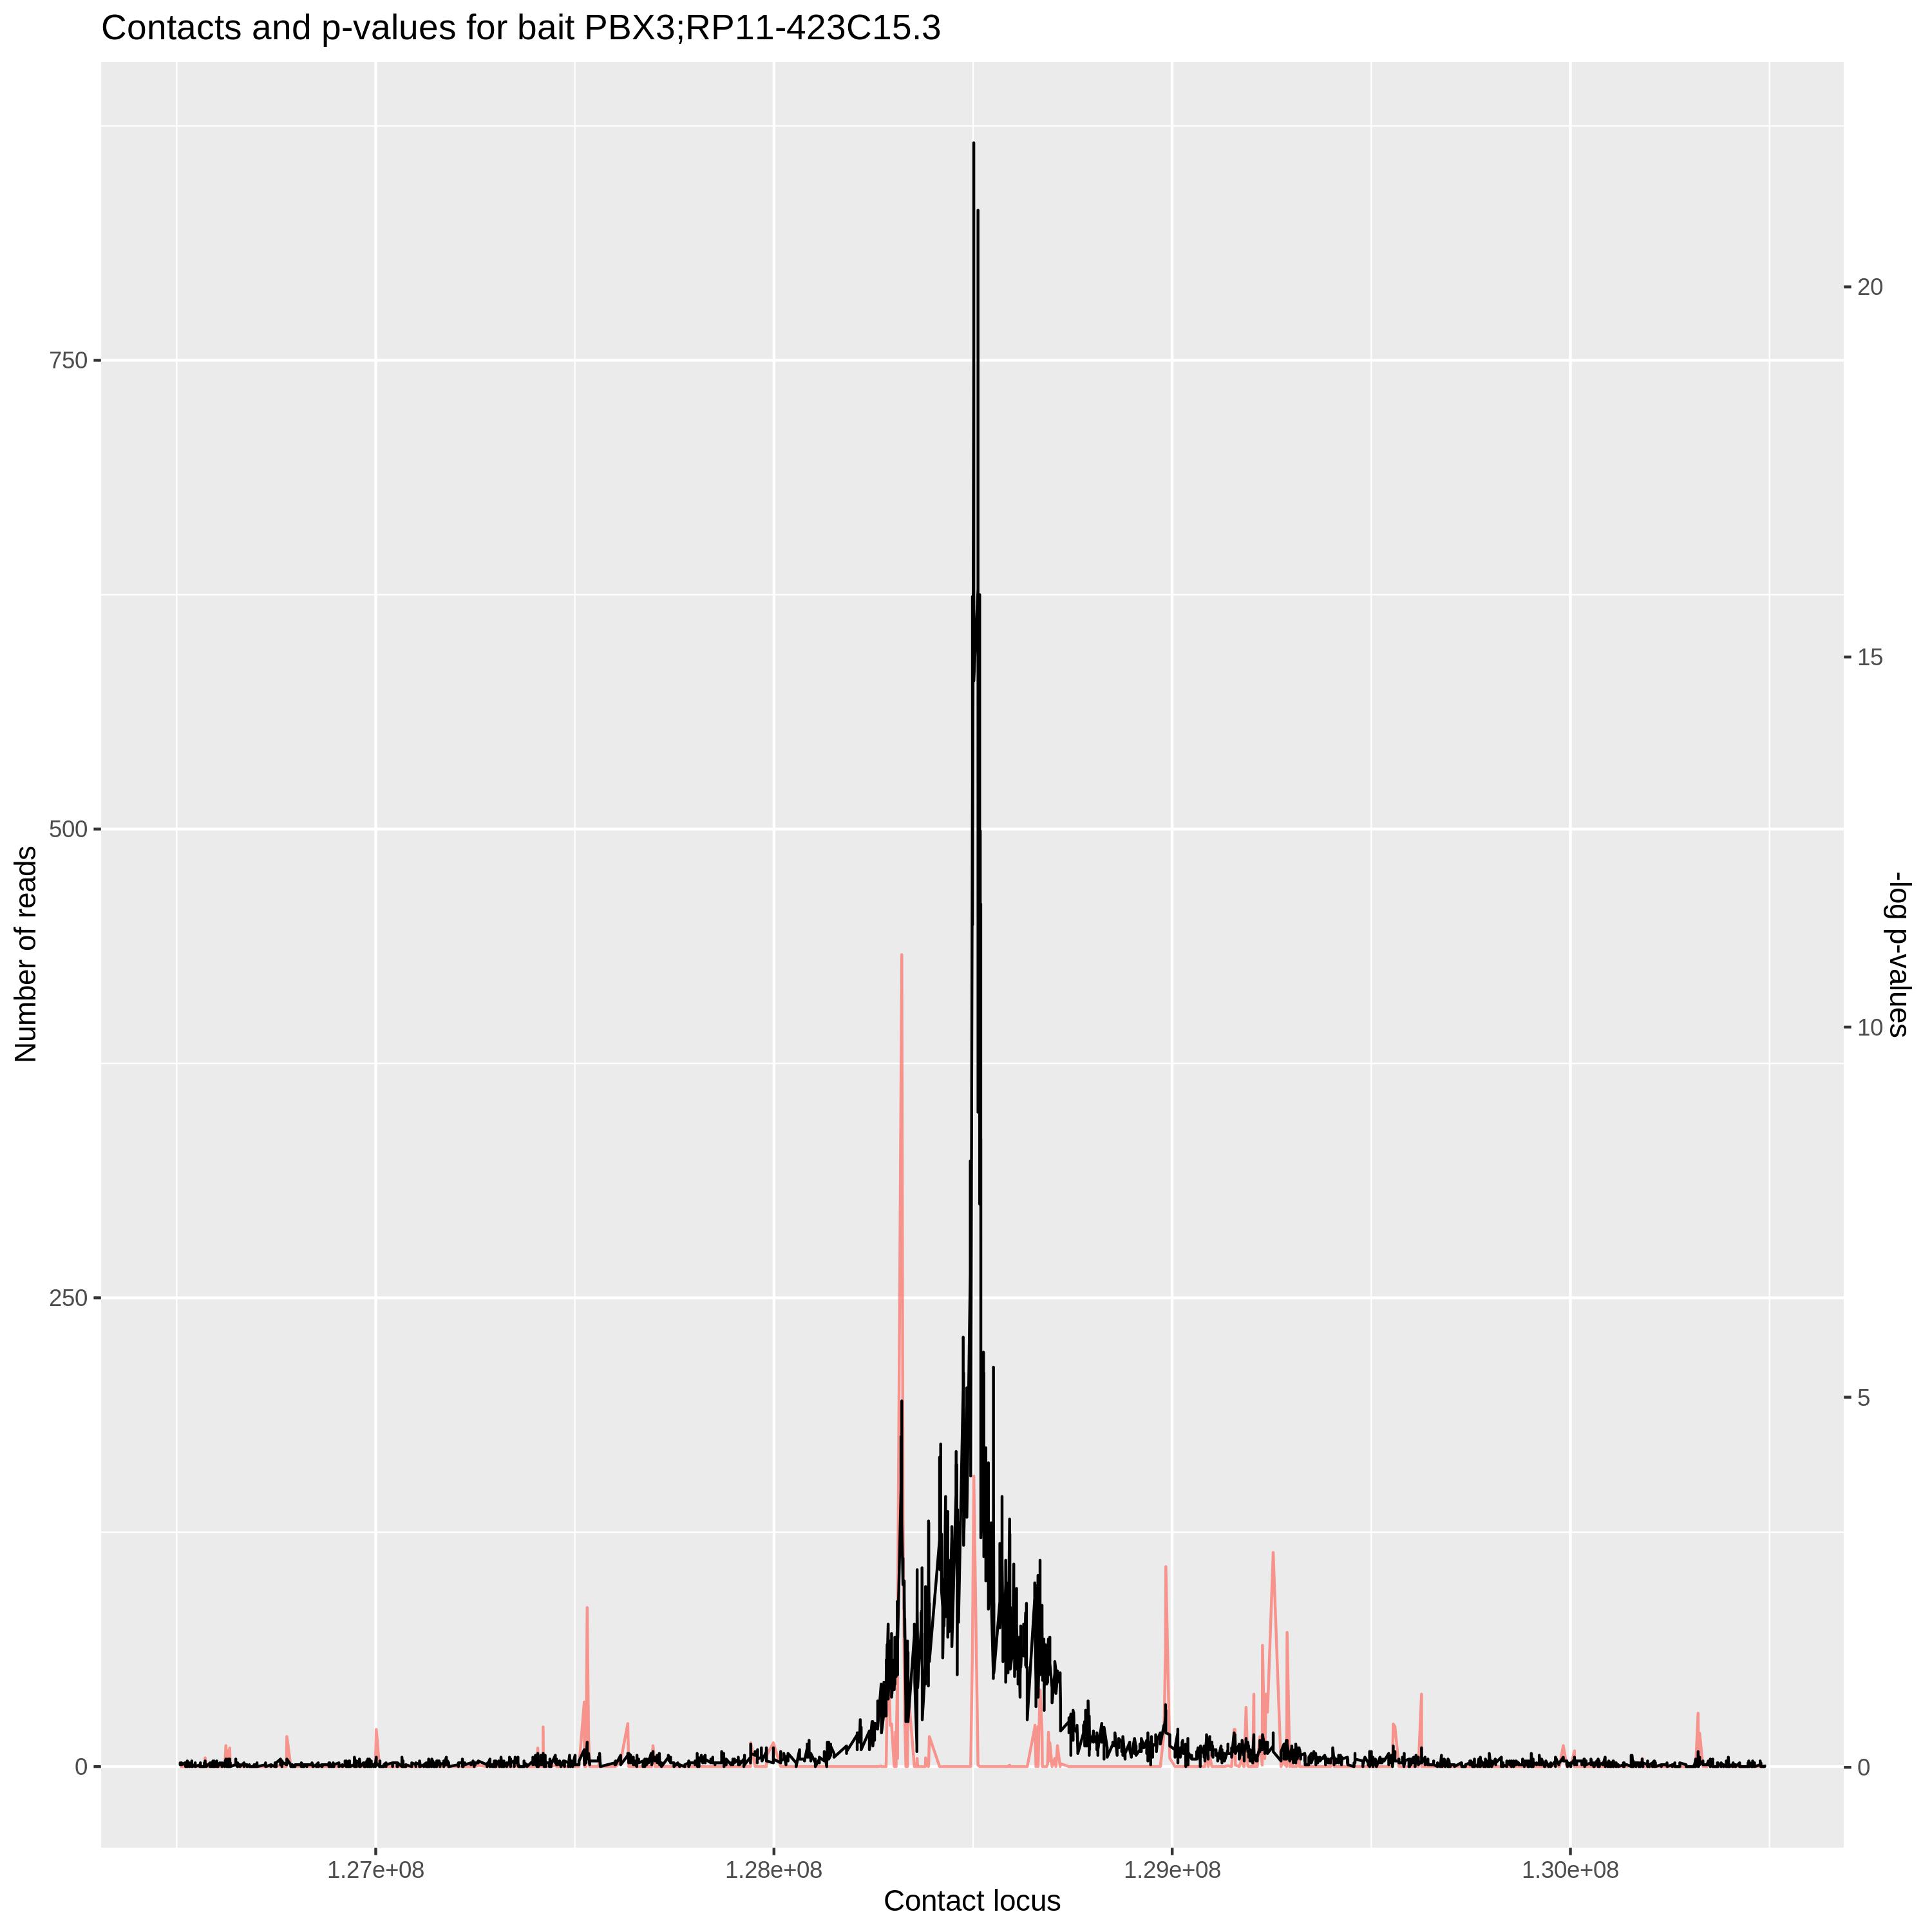 Contacts and p-values for bait PBX3;RP11-423C15.3
Number of reads
750
500
250
0
20
15
10
5
0
-log p-values
1.27e+08
1.28e+08
1.29e+08
1.30e+08
Contact locus